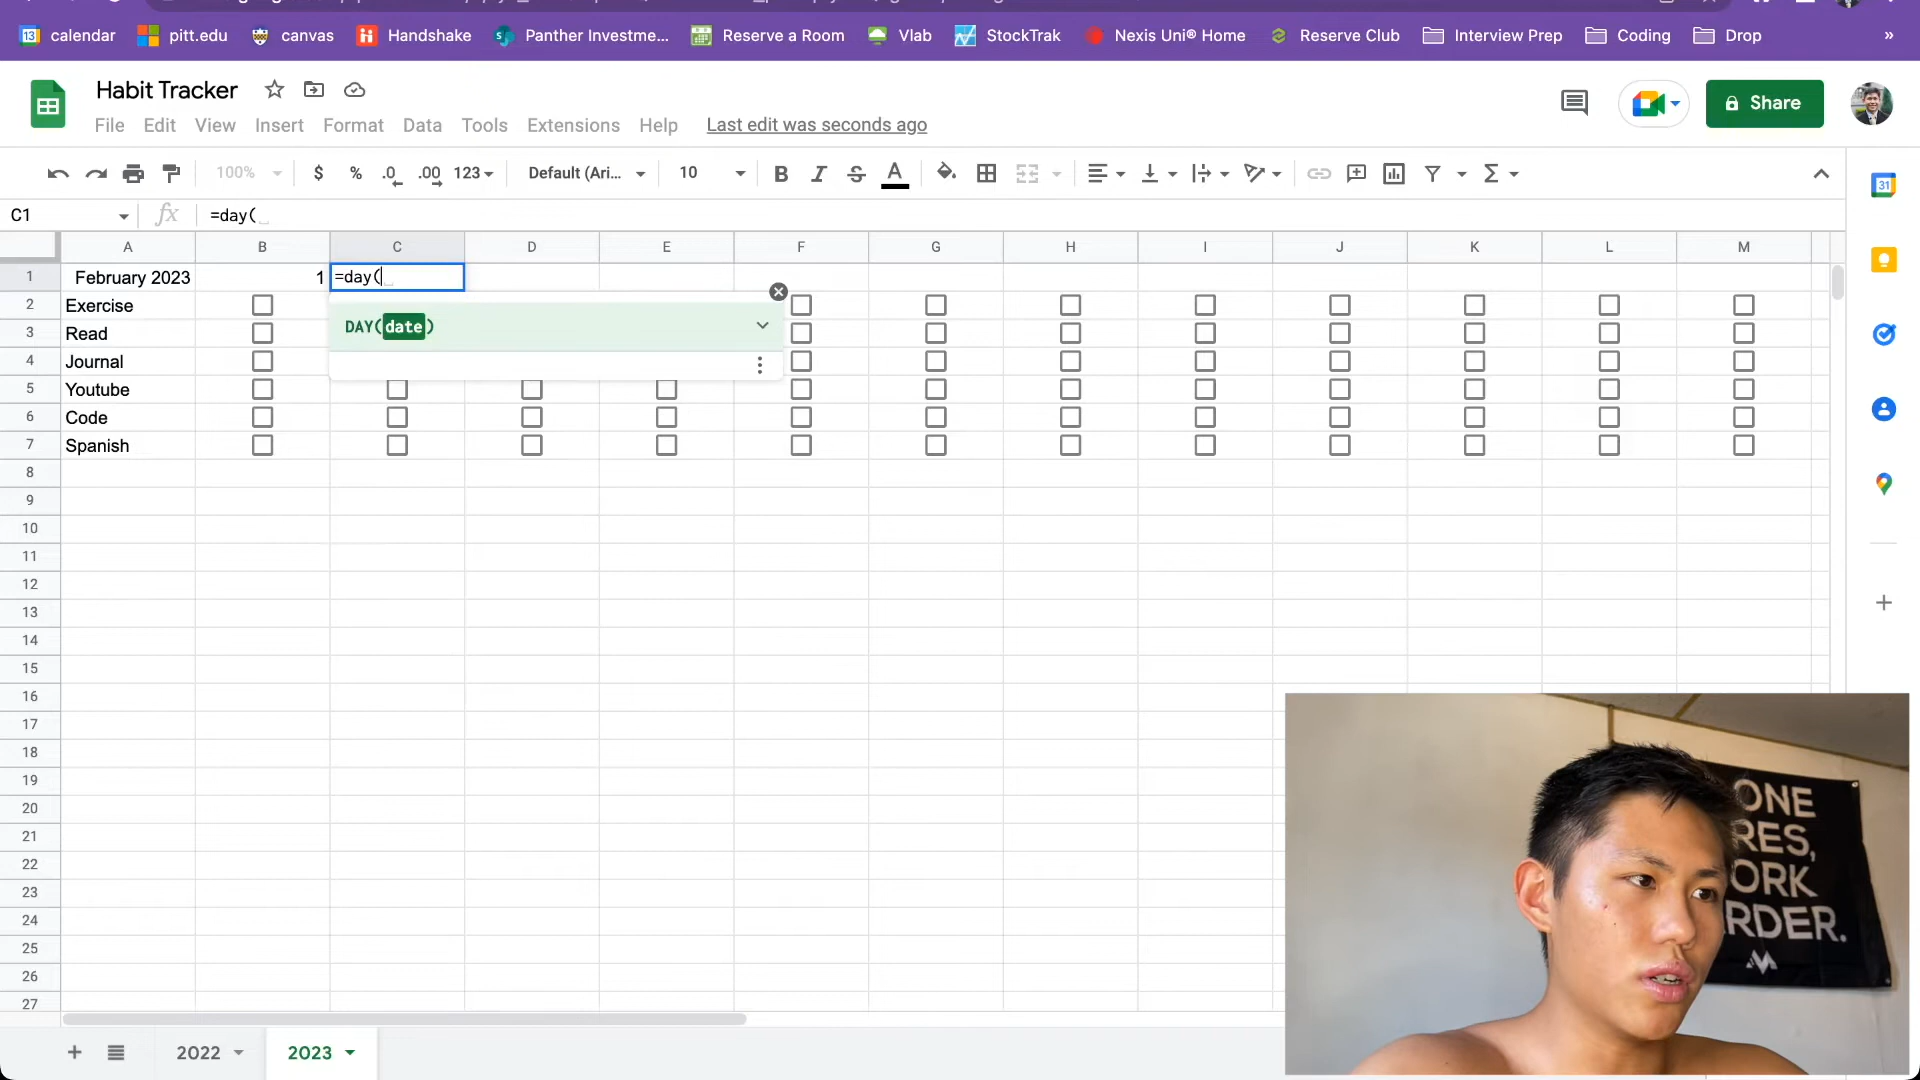 calendar pitt.edu canvas Handshake Panther Investme... Reserve a Room Vlab StockTrak Nexis Uni® Home Reserve Club Interview Prep Coding Drop »
Habit Tracker
File Edit View Insert Format Data Tools Extensions Help Last edit was seconds ago
Share
100% $ % .0 .00 123 Default (Ari... 10 B I S A Σ
C1 fx =day(
A B C D E F G H I J K L M
1 February 2023 1 =day(
DAY(date)
2 Exercise
3 Read
4 Journal
5 Youtube
6 Code
7 Spanish
8
9
10
11
12
13
14
15
16
17
18
19
20
21
22
23
24
25
26
27
ONE
RES,
ORK
RDER.
+ 2022 2023